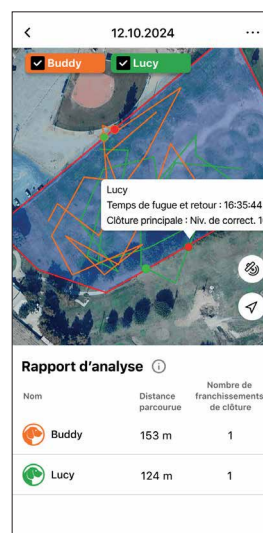 12.10.2024
Buddy
Lucy
Lucy
Temps de fugue et retour : 16:35:44
Clôture principale : Niv. de correct. 1
Rapport d'analyse
Nom
Distance parcourue
Nombre de franchissements de clôture
Buddy
153 m
1
Lucy
124 m
1